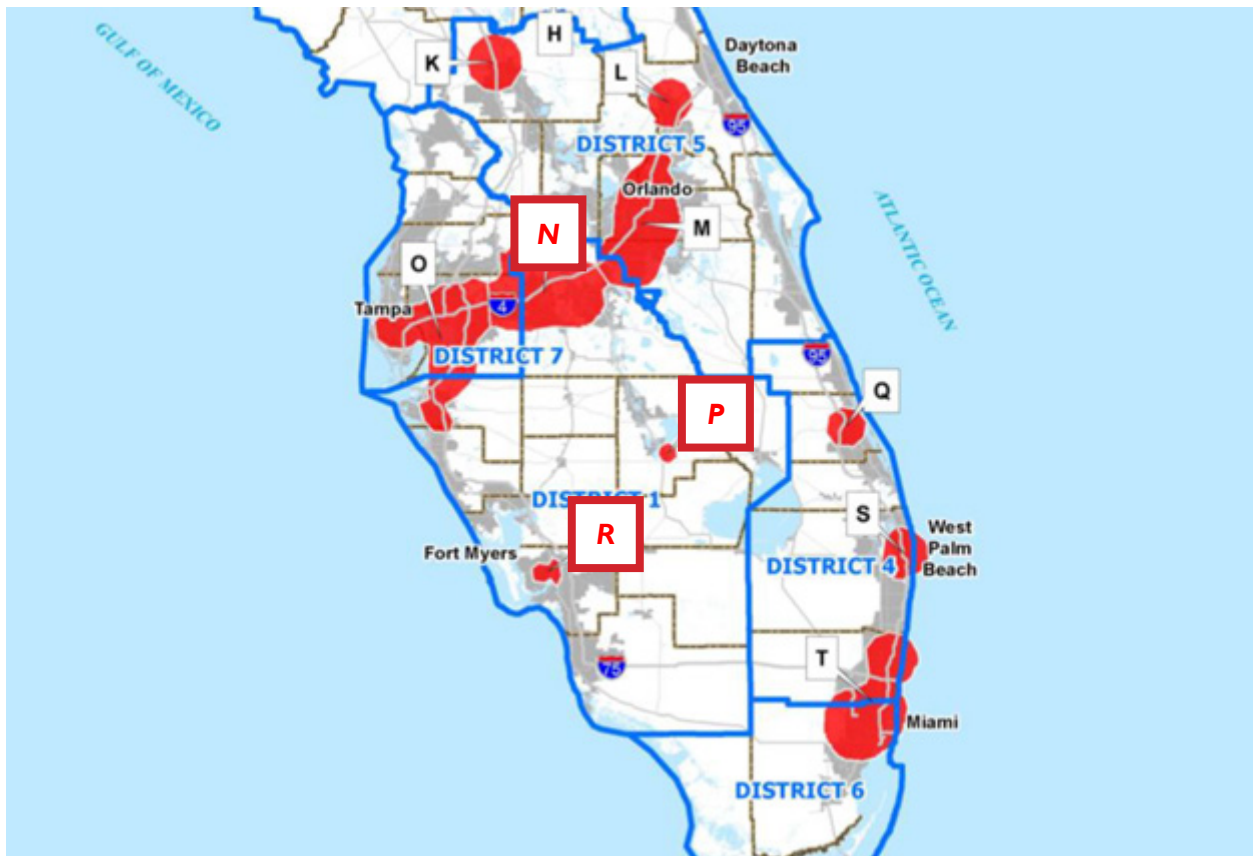 GULF OF MEXICO
H
K
L
Daytona
Beach
95
DISTRICT 5
Orlando
ATLANTIC OCEAN
N
M
O
Tampa
4
DISTRICT 7
95
P
Q
DISTRICT 1
S
R
West
Palm
Beach
Fort Myers
DISTRICT 4
T
75
Miami
DISTRICT 6